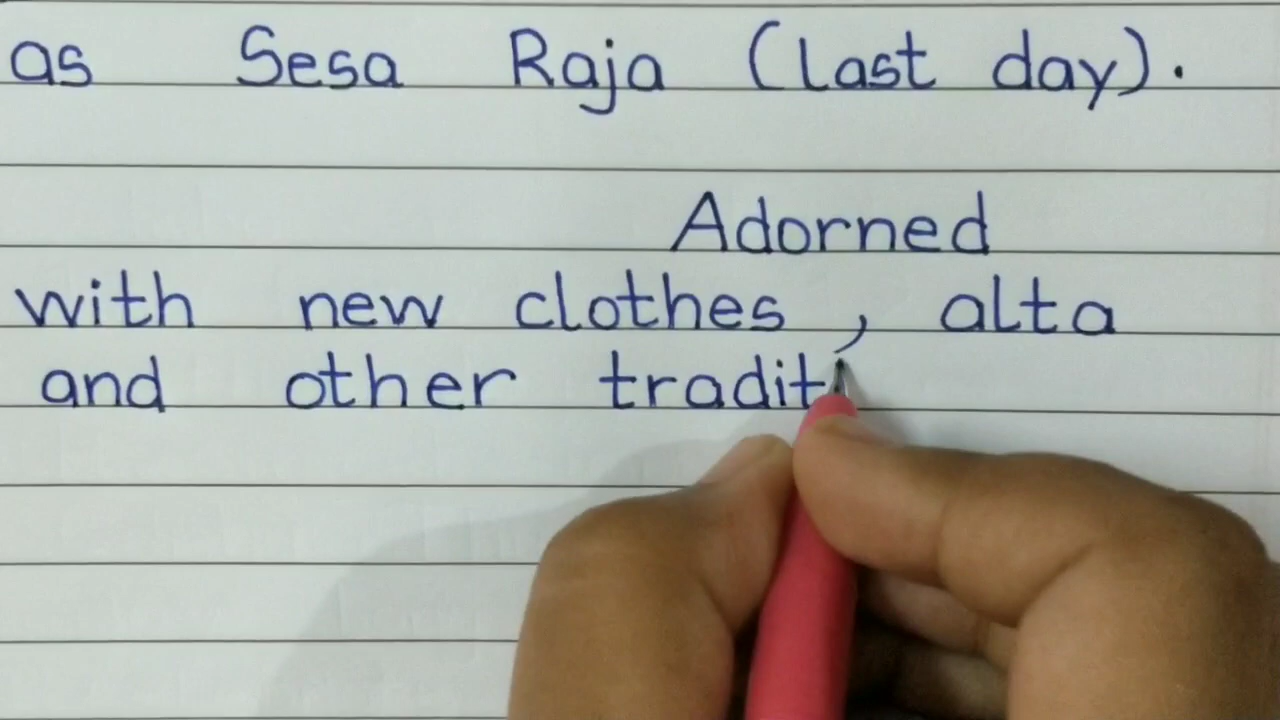 as Sesa Raja (last day).
Adorned
with new clothes, alta
and other tradit